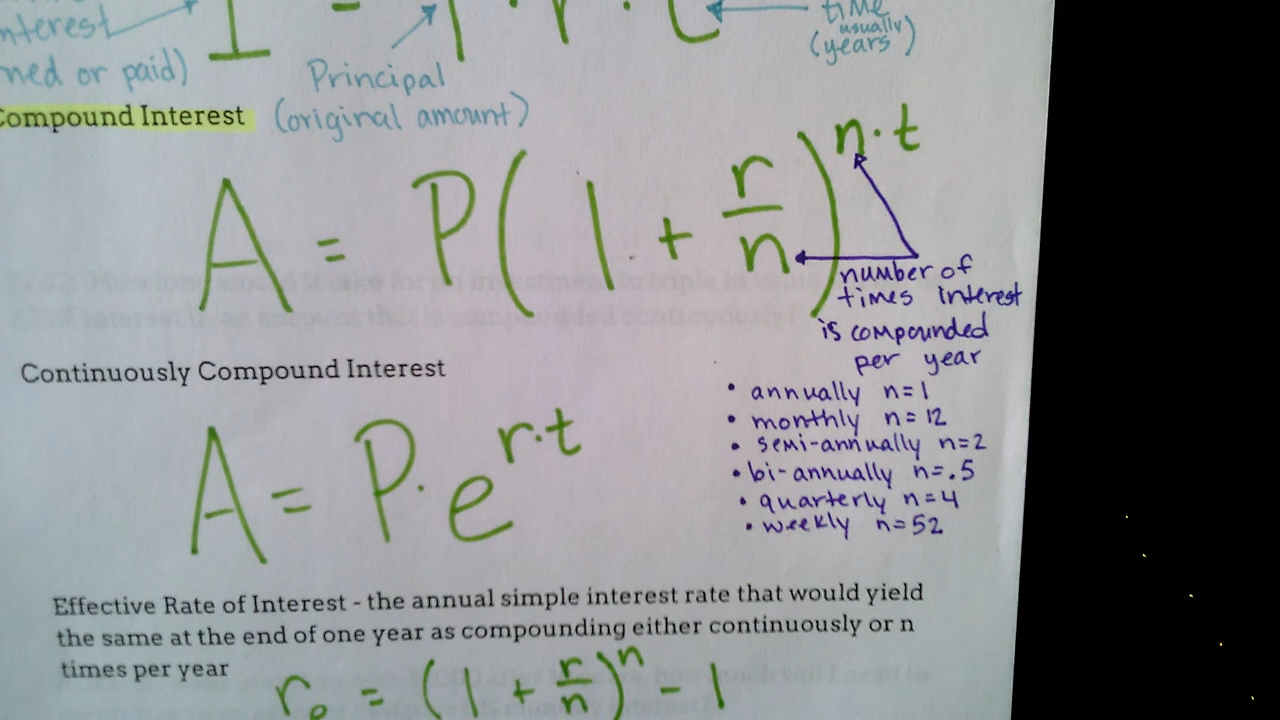 I = P · r · t
time
usually
(years)
nterest
ned or paid)
Principal
(original amount)
Compound Interest
A = P(1 + r/n)^n·t
number of
times interest
is compounded
per year
Continuously Compound Interest
• annually n=1
• monthly n=12
• semi-annually n=2
• bi-annually n=.5
• quarterly n=4
• weekly n=52
A = P·e^r·t
Effective Rate of Interest - the annual simple interest rate that would yield
the same at the end of one year as compounding either continuously or n
times per year
r_e = (1 + r/n)^n - 1